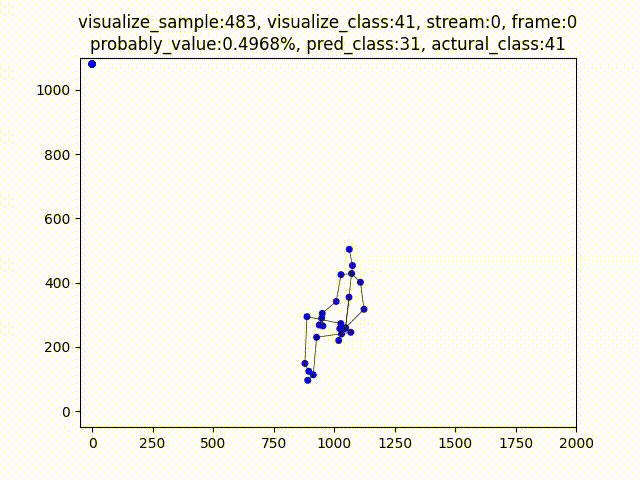 visualize_sample:483, visualize_class:41, stream:0, frame:0
probably_value:0.4968%, pred_class:31, actural_class:41
1000
800
600
400
200
0
0 250 500 750 1000 1250 1500 1750 2000